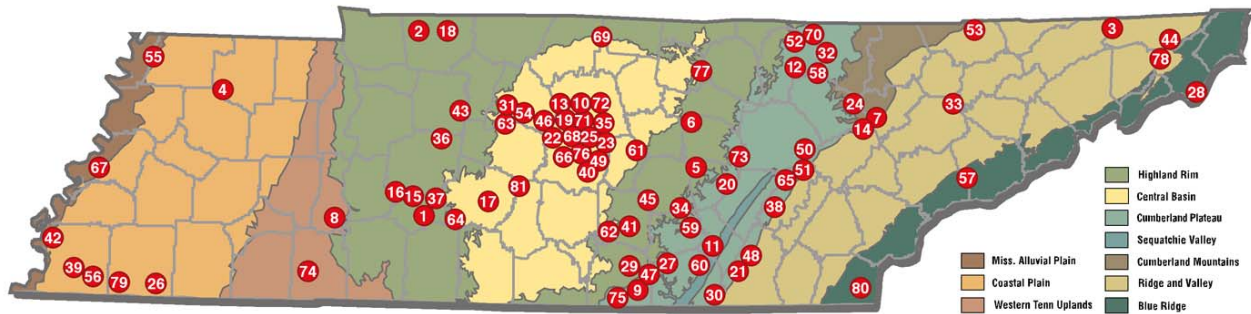 2 18 69 70 53 3
52 32 44
55 12 58 78
77
4 28
31 13 10 72 24 33
43 54 46 19 71 35 7
63 6 14
36 22 68 25 23
66 76 49 61 73 50
67 40 5 51
57
16 15 37 81 20 65
1 17 45 34 38
8 64
62 41 59
42 11
39 29 27 60 48
56 79 26 74 47 21
75 9 30 80
Highland Rim
Central Basin
Cumberland Plateau
Sequatchie Valley
Miss. Alluvial Plain
Cumberland Mountains
Coastal Plain
Ridge and Valley
Western Tenn Uplands
Blue Ridge